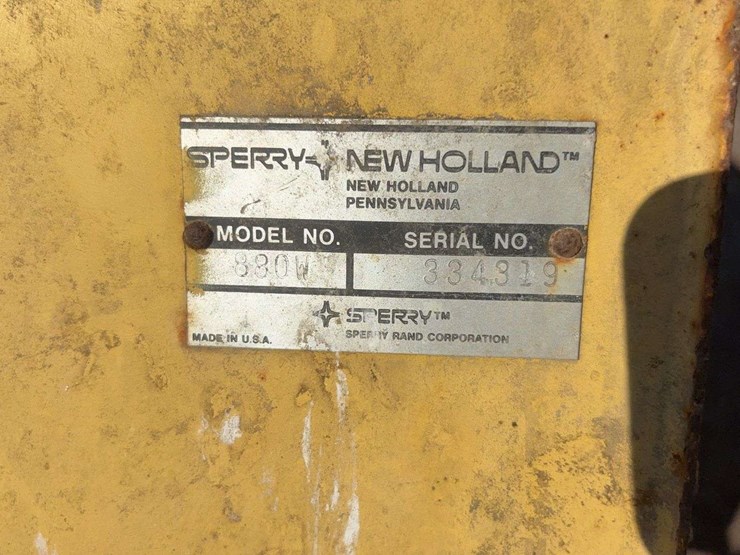 SPERRY NEW HOLLAND™
NEW HOLLAND
PENNSYLVANIA
MODEL NO. SERIAL NO.
880W 334319
SPERRY™
MADE IN U.S.A. SPERRY RAND CORPORATION